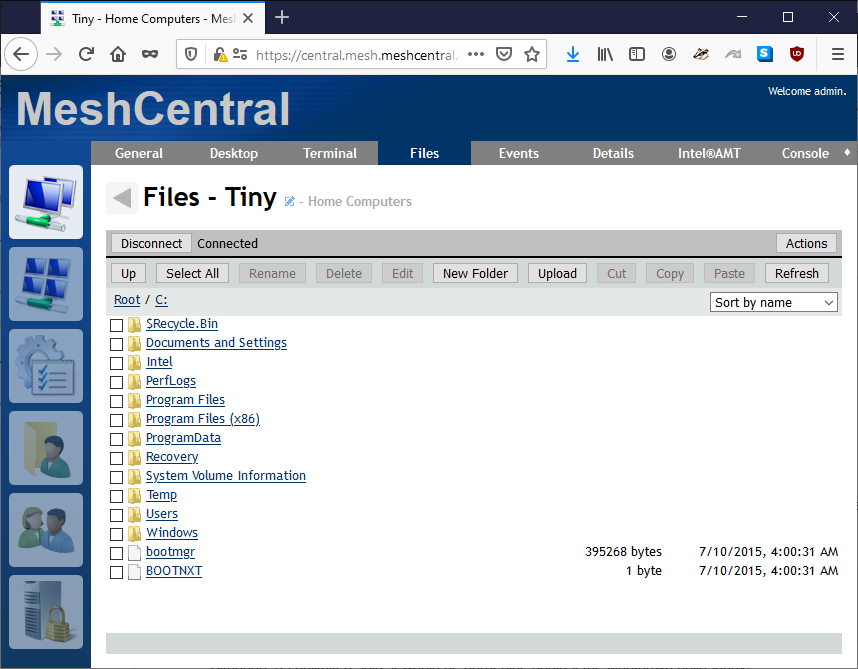 Tiny - Home Computers - Mesh
https://central.mesh.meshcentral.
MeshCentral
Welcome admin.
General Desktop Terminal Files Events Details Intel®AMT Console
Files - Tiny - Home Computers
Disconnect Connected Actions
Up Select All Rename Delete Edit New Folder Upload Cut Copy Paste Refresh
Root / C: Sort by name
$Recycle.Bin
Documents and Settings
Intel
PerfLogs
Program Files
Program Files (x86)
ProgramData
Recovery
System Volume Information
Temp
Users
Windows
bootmgr 395268 bytes 7/10/2015, 4:00:31 AM
BOOTNXT 1 byte 7/10/2015, 4:00:31 AM